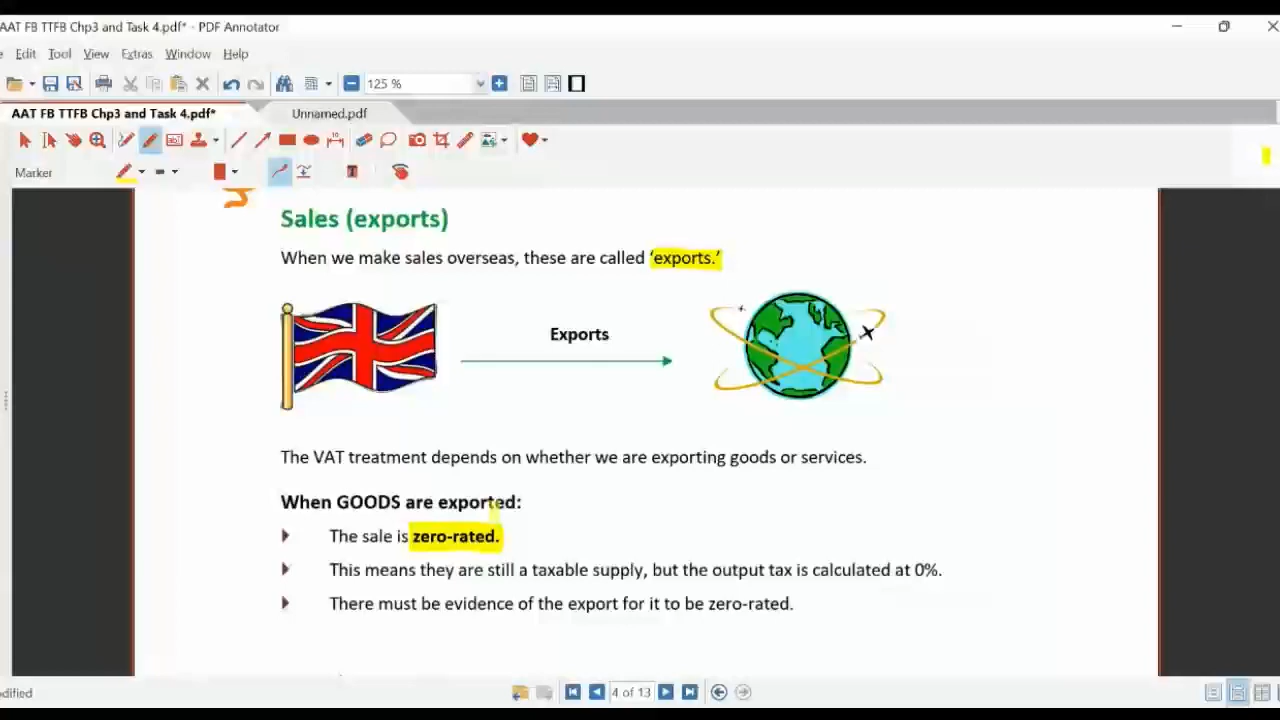 AAT FB TTFB Chp3 and Task 4.pdf* - PDF Annotator
Edit Tool View Extras Window Help
125 %
AAT FB TTFB Chp3 and Task 4.pdf* Unnamed.pdf
Marker
Sales (exports)
When we make sales overseas, these are called ‘exports.’
Exports
The VAT treatment depends on whether we are exporting goods or services.
When GOODS are exported:
The sale is zero-rated.
This means they are still a taxable supply, but the output tax is calculated at 0%.
There must be evidence of the export for it to be zero-rated.
4 of 13